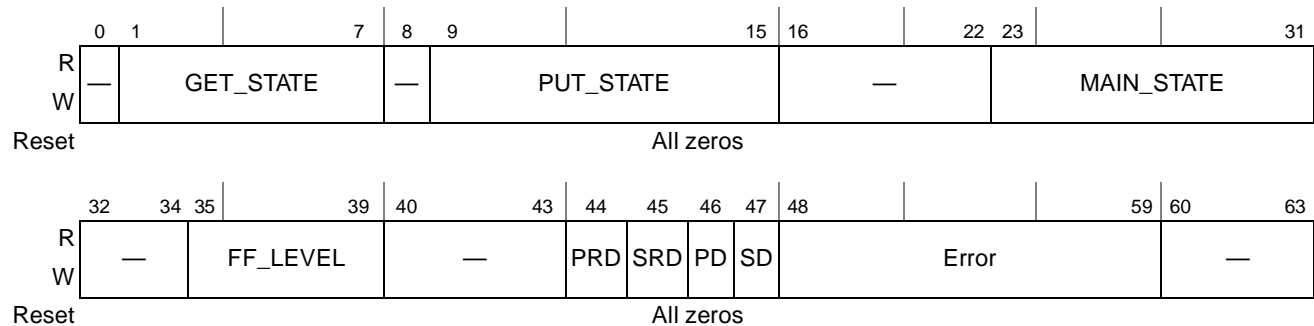 0 1 7 8 9 15 16 22 23 31
R
— GET_STATE — PUT_STATE — MAIN_STATE
W
Reset All zeros
32 34 35 39 40 43 44 45 46 47 48 59 60 63
R
— FF_LEVEL — PRD SRD PD SD Error —
W
Reset All zeros